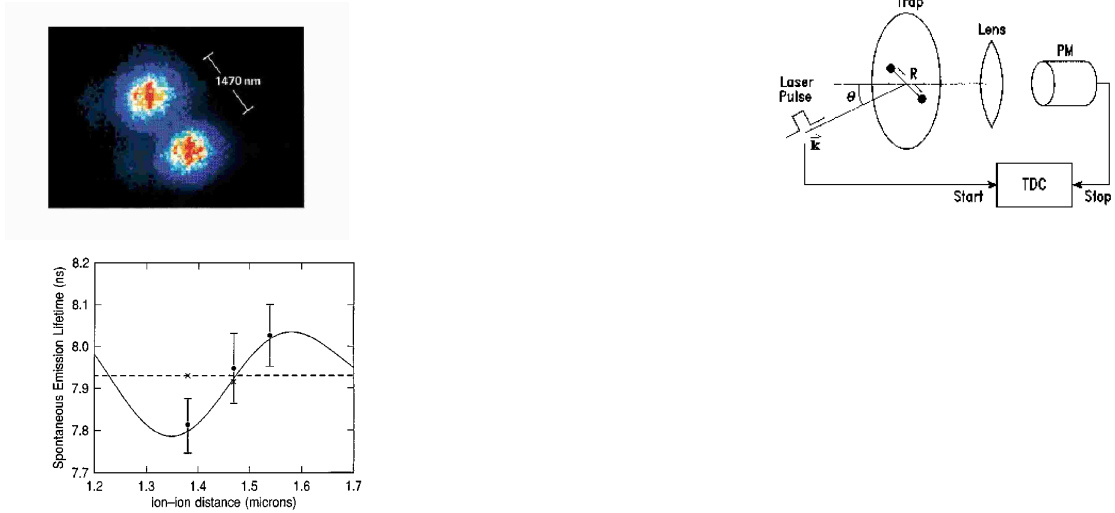 1470 nm
Trap
Lens
PM
R
Laser
Pulse
θ
k
TDC
Start
Stop
8.2
8.1
8.0
7.9
7.8
7.7
Spontaneous Emission Lifetime (ns)
1.2 1.3 1.4 1.5 1.6 1.7
ion–ion distance (microns)